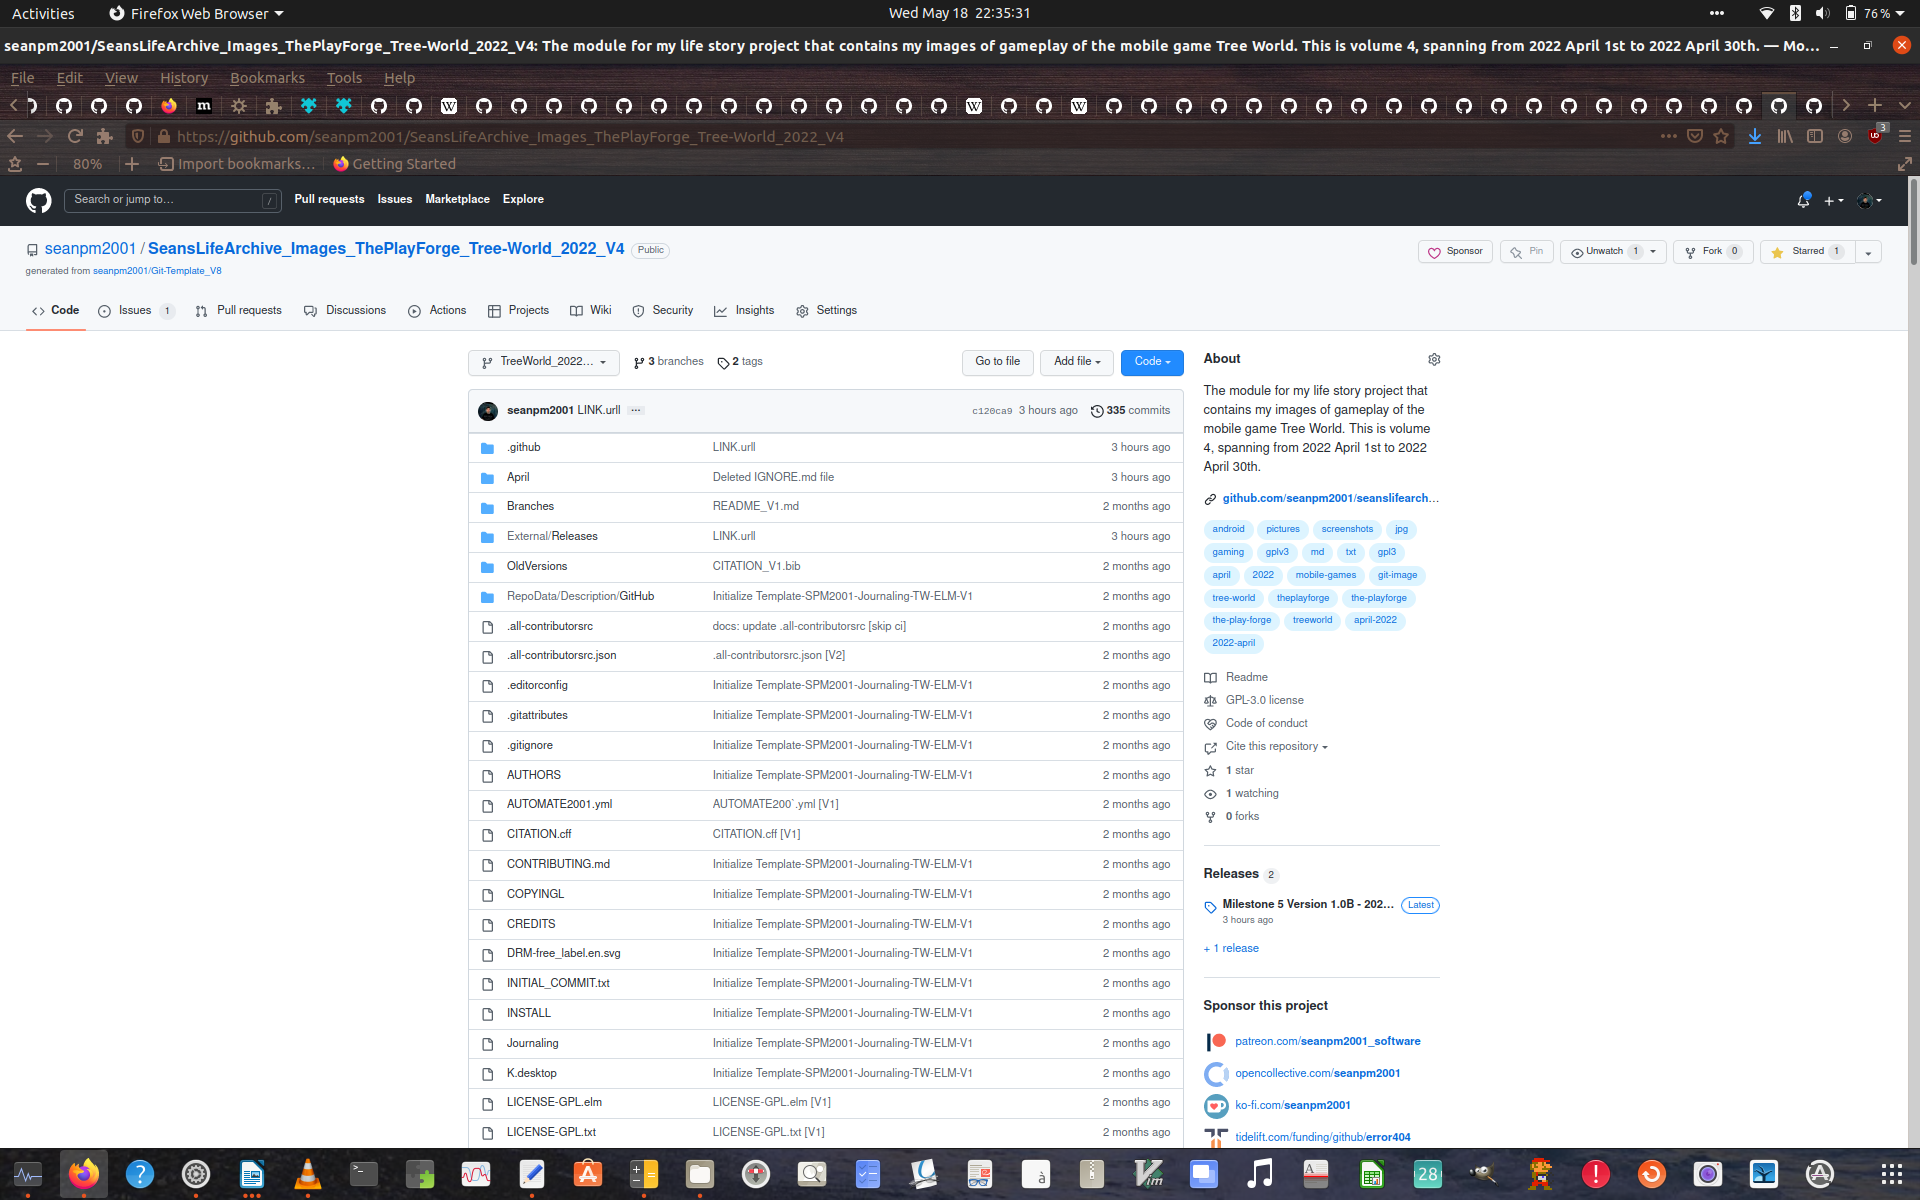 Activities
Firefox Web Browser
Wed May 18 22:35:31
76%
seanpm2001/SeansLifeArchive_Images_ThePlayForge_Tree-World_2022_V4: The module for my life story project that contains my images of gameplay of the mobile game Tree World. This is volume 4, spanning from 2022 April 1st to 2022 April 30th. — Mo…
File Edit View History Bookmarks Tools Help
https://github.com/seanpm2001/SeansLifeArchive_Images_ThePlayForge_Tree-World_2022_V4
3
80%
Import bookmarks…
Getting Started
Search or jump to…
/
Pull requests Issues Marketplace Explore
seanpm2001 / SeansLifeArchive_Images_ThePlayForge_Tree-World_2022_V4 Public
generated from seanpm2001/Git-Template_V8
Sponsor Pin Unwatch 1 Fork 0 Starred 1
Code Issues 1 Pull requests Discussions Actions Projects Wiki Security Insights Settings
TreeWorld_2022… 3 branches 2 tags
Go to file Add file Code
seanpm2001 LINK.urll … c120ca9 3 hours ago 335 commits
.github LINK.urll 3 hours ago
April Deleted IGNORE.md file 3 hours ago
Branches README_V1.md 2 months ago
External/Releases LINK.urll 3 hours ago
OldVersions CITATION_V1.bib 2 months ago
RepoData/Description/GitHub Initialize Template-SPM2001-Journaling-TW-ELM-V1 2 months ago
.all-contributorsrc docs: update .all-contributorsrc [skip ci] 2 months ago
.all-contributorsrc.json .all-contributorsrc.json [V2] 2 months ago
.editorconfig Initialize Template-SPM2001-Journaling-TW-ELM-V1 2 months ago
.gitattributes Initialize Template-SPM2001-Journaling-TW-ELM-V1 2 months ago
.gitignore Initialize Template-SPM2001-Journaling-TW-ELM-V1 2 months ago
AUTHORS Initialize Template-SPM2001-Journaling-TW-ELM-V1 2 months ago
AUTOMATE2001.yml AUTOMATE200`.yml [V1] 2 months ago
CITATION.cff CITATION.cff [V1] 2 months ago
CONTRIBUTING.md Initialize Template-SPM2001-Journaling-TW-ELM-V1 2 months ago
COPYINGL Initialize Template-SPM2001-Journaling-TW-ELM-V1 2 months ago
CREDITS Initialize Template-SPM2001-Journaling-TW-ELM-V1 2 months ago
DRM-free_label.en.svg Initialize Template-SPM2001-Journaling-TW-ELM-V1 2 months ago
INITIAL_COMMIT.txt Initialize Template-SPM2001-Journaling-TW-ELM-V1 2 months ago
INSTALL Initialize Template-SPM2001-Journaling-TW-ELM-V1 2 months ago
Journaling Initialize Template-SPM2001-Journaling-TW-ELM-V1 2 months ago
K.desktop Initialize Template-SPM2001-Journaling-TW-ELM-V1 2 months ago
LICENSE-GPL.elm LICENSE-GPL.elm [V1] 2 months ago
LICENSE-GPL.txt LICENSE-GPL.txt [V1] 2 months ago
About
The module for my life story project that
contains my images of gameplay of the
mobile game Tree World. This is volume
4, spanning from 2022 April 1st to 2022
April 30th.
github.com/seanpm2001/seanslifearch…
android pictures screenshots jpg
gaming gplv3 md txt gpl3
april 2022 mobile-games git-image
tree-world theplayforge the-playforge
the-play-forge treeworld april-2022
2022-april
Readme
GPL-3.0 license
Code of conduct
Cite this repository
1 star
1 watching
0 forks
Releases 2
Milestone 5 Version 1.0B - 202… Latest
3 hours ago
+ 1 release
Sponsor this project
patreon.com/seanpm2001_software
opencollective.com/seanpm2001
ko-fi.com/seanpm2001
tidelift.com/funding/github/error404
28